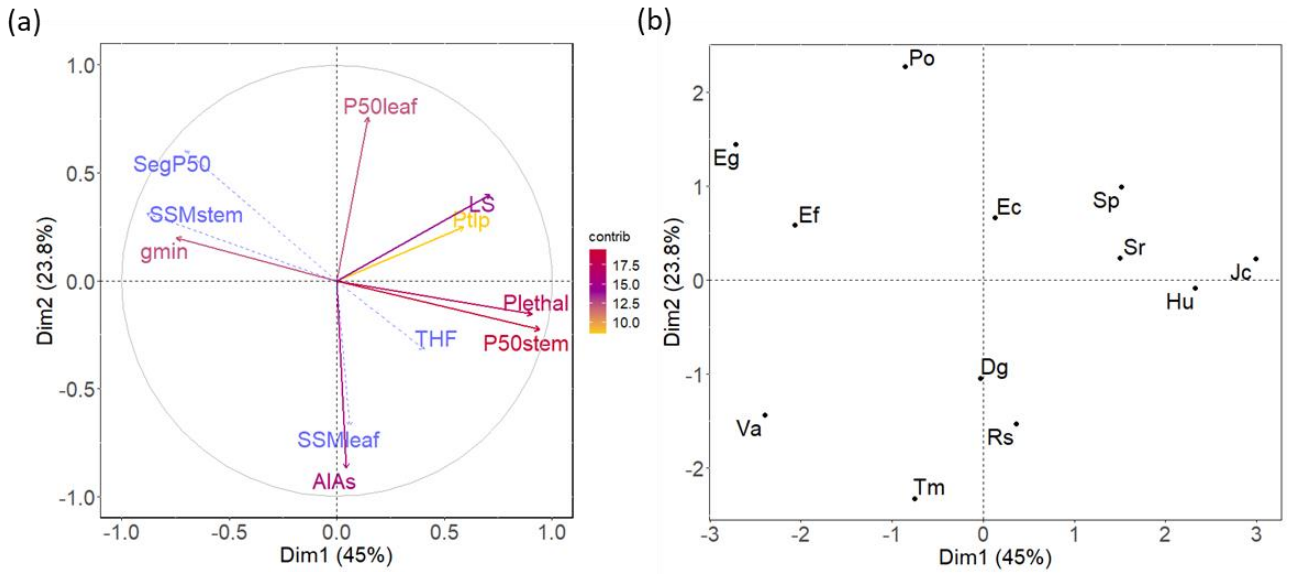 (a)
(b)
1.0
0.5
0.0
-0.5
-1.0
Dim2 (23.8%)
P50leaf
SegP50
LS
SSMstem
Ptlp
gmin
Plethal
THF
P50stem
SSMleaf
AlAs
-1.0
-0.5
0.0
0.5
1.0
Dim1 (45%)
contrib
17.5
15.0
12.5
10.0
2
1
0
-1
-2
Dim2 (23.8%)
Po
Eg
Sp
Ef
Ec
Sr
Jc
Hu
Dg
Va
Rs
Tm
-3
-2
-1
0
1
2
3
Dim1 (45%)